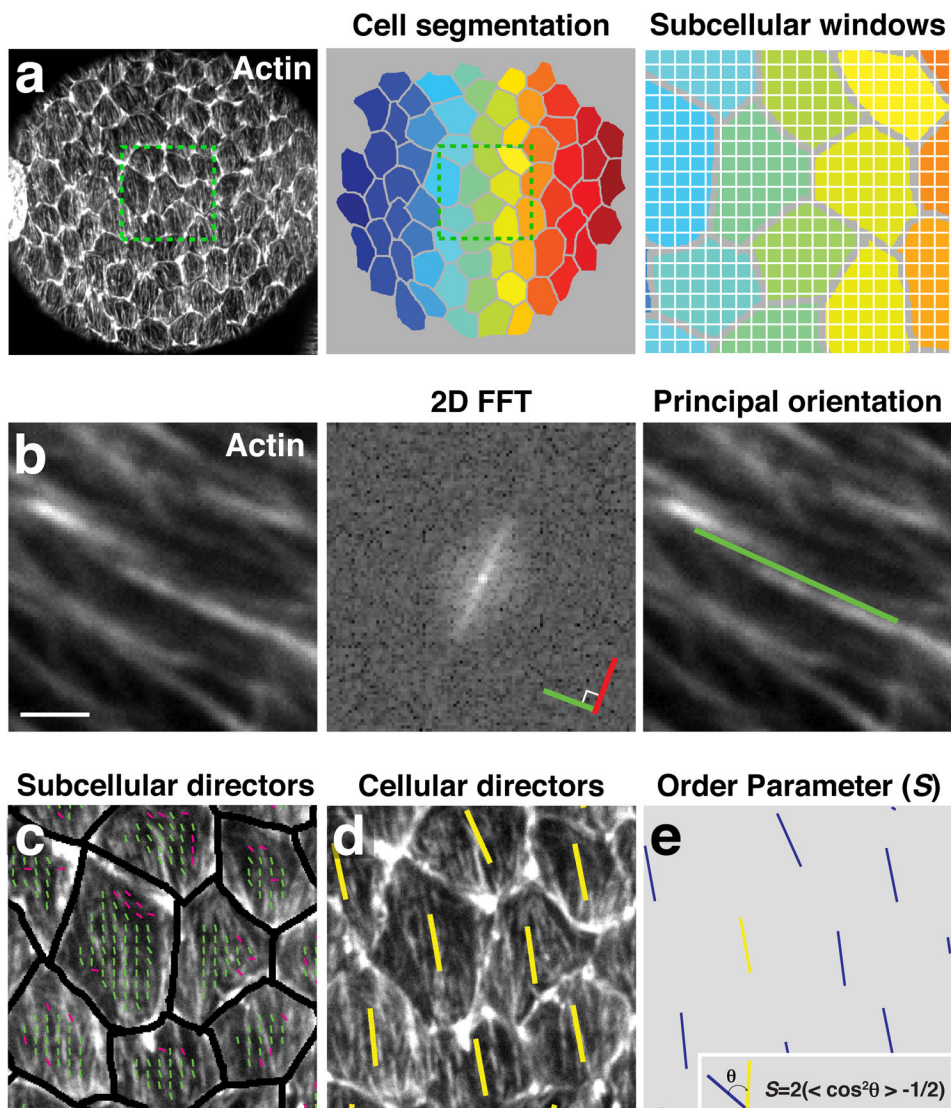 Cell segmentation
Subcellular windows
a
Actin
2D FFT
Principal orientation
b
Actin
Subcellular directors
Cellular directors
Order Parameter (S)
c
d
e
θ
S=2(< cos²θ > -1/2)